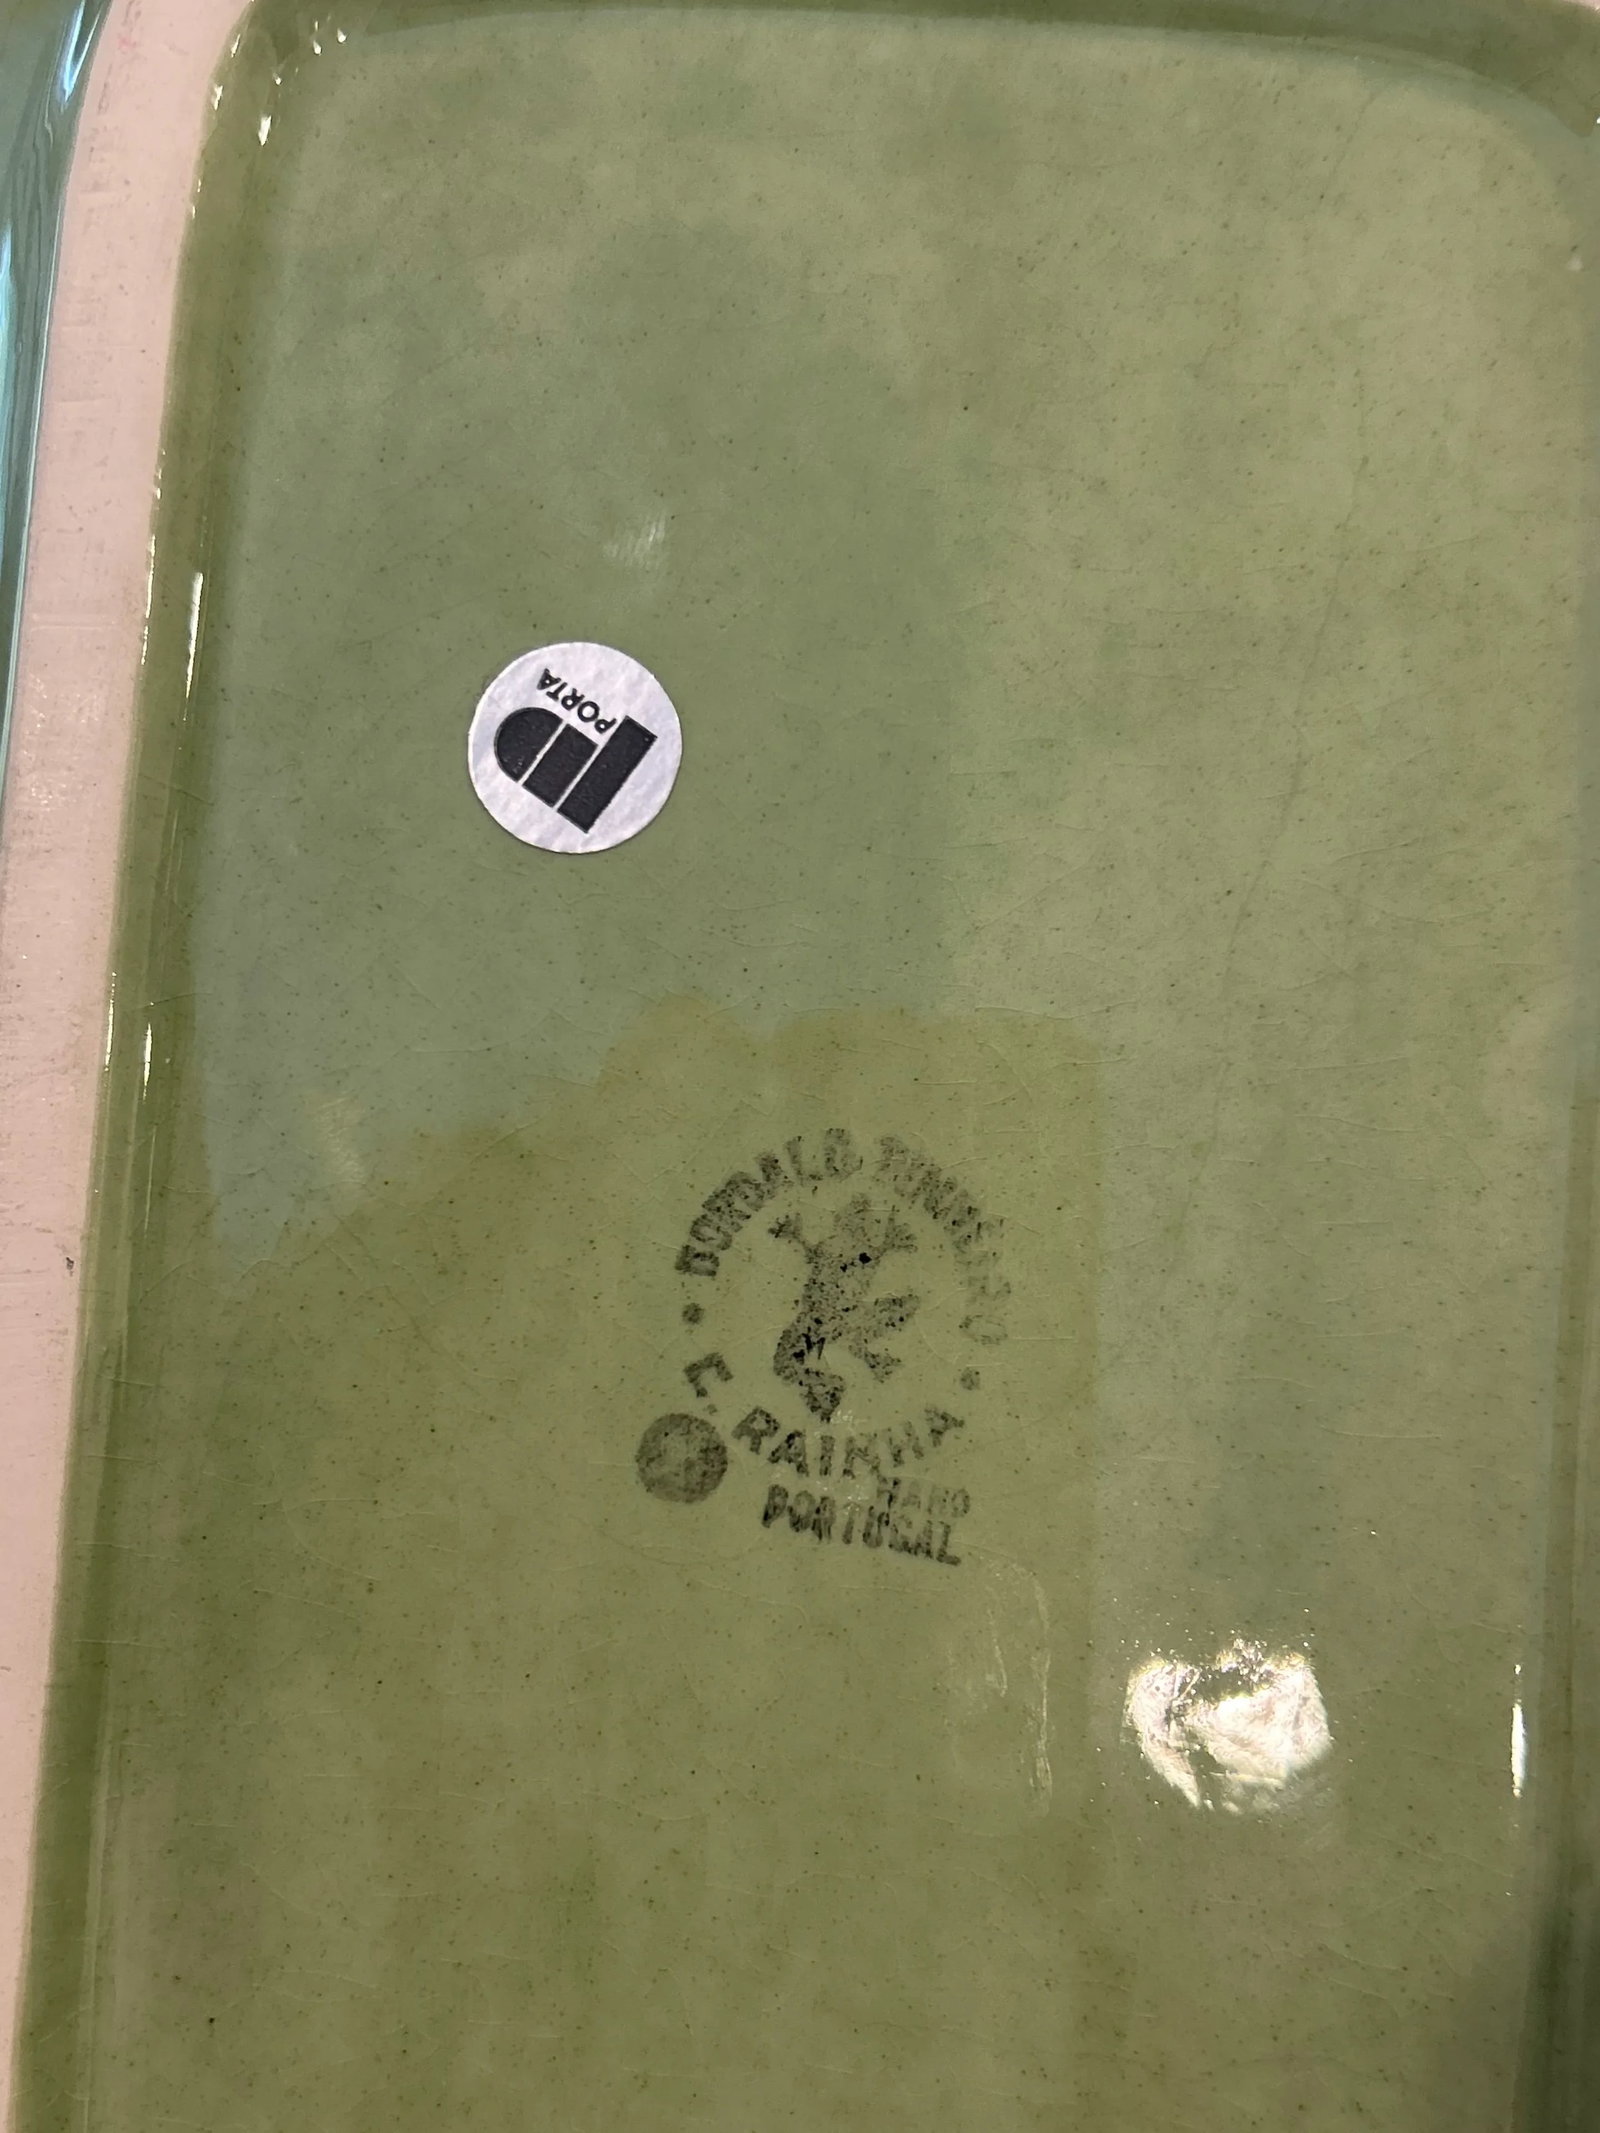 PORTA
BORDALO PINHEIRO
C. RAINHA
HAND
PORTUGAL